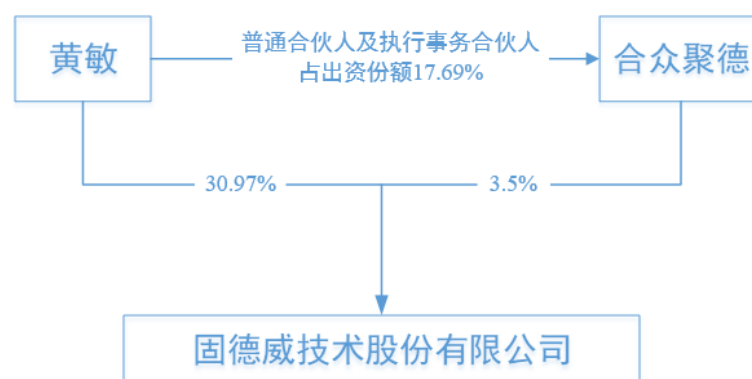 黄敏
普通合伙人及执行事务合伙人
占出资份额17.69%
合众聚德
30.97%
3.5%
固德威技术股份有限公司